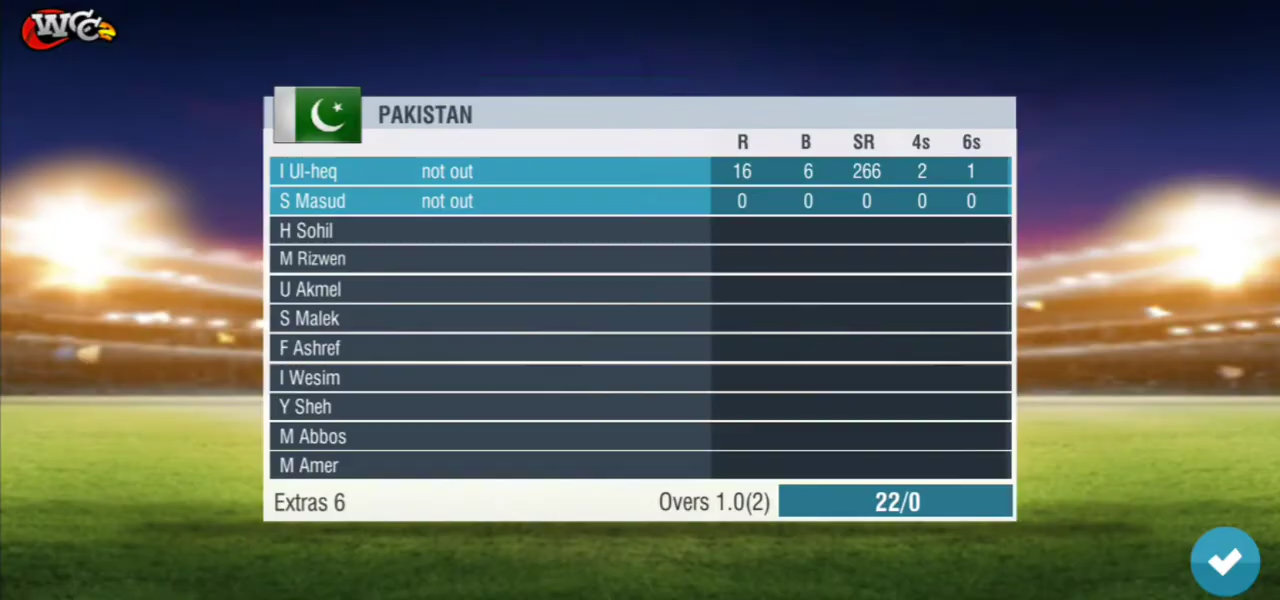 WCC2
PAKISTAN
R B SR 4s 6s
I Ul-heq not out 16 6 266 2 1
S Masud not out 0 0 0 0 0
H Sohil
M Rizwen
U Akmel
S Malek
F Ashref
I Wesim
Y Sheh
M Abbos
M Amer
Extras 6 Overs 1.0(2) 22/0